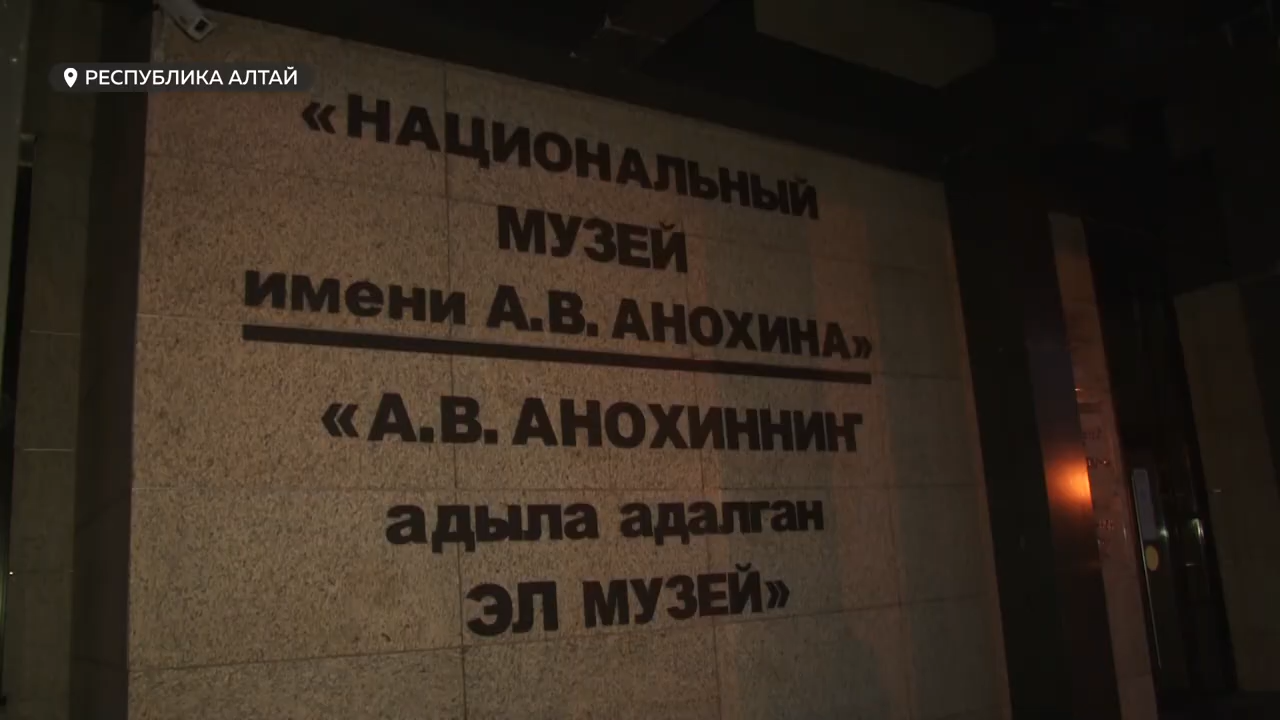 РЕСПУБЛИКА АЛТАЙ
«НАЦИОНАЛЬНЫЙ
МУЗЕЙ
имени А.В. АНОХИНА»
«А.В. АНОХИННИҤ
адыла адалган
ЭЛ МУЗЕЙ»